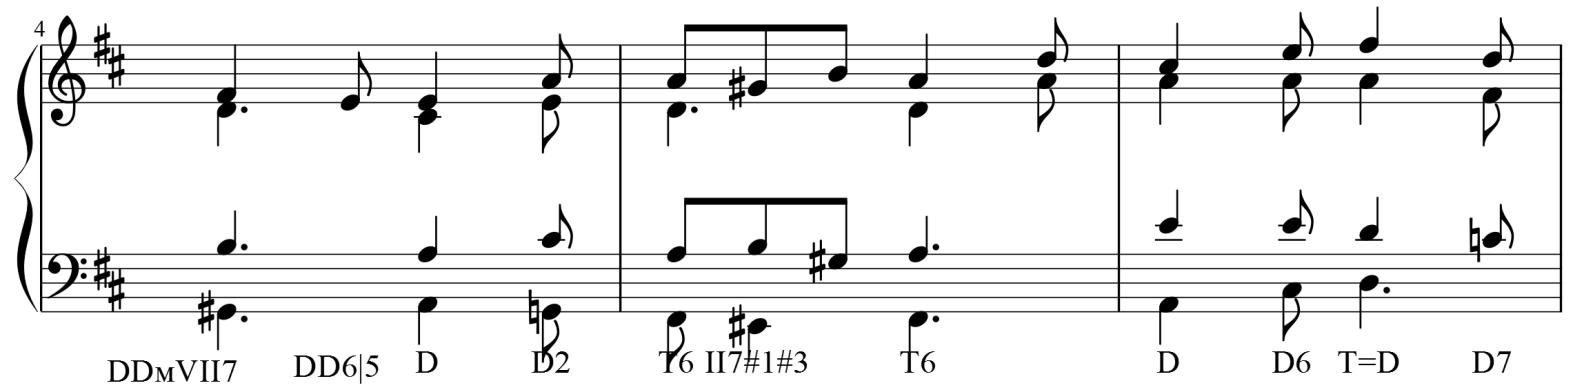 4
DDмVII7 DD6|5 D D2 T6 II7#1#3 T6 D D6 T=D D7